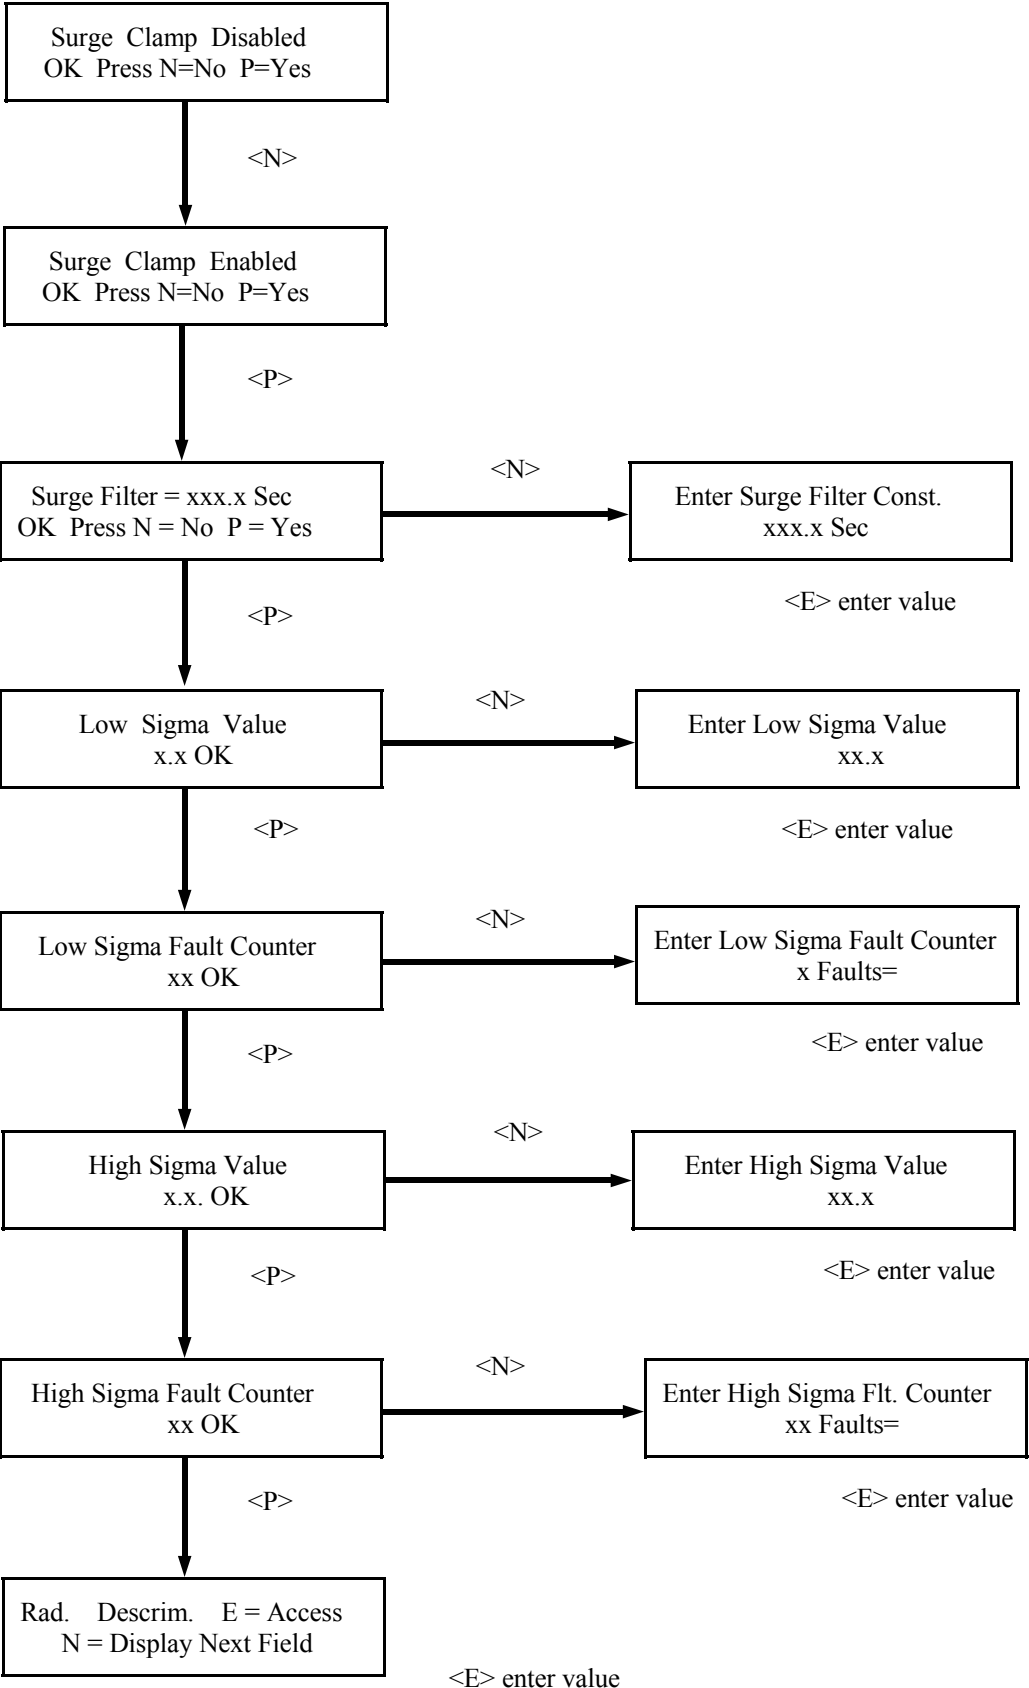 Surge Clamp Disabled
OK Press N=No P=Yes
<N>
Surge Clamp Enabled
OK Press N=No P=Yes
<P>
Surge Filter = xxx.x Sec
OK Press N = No P = Yes
<N>
Enter Surge Filter Const.
xxx.x Sec
<E> enter value
<P>
Low Sigma Value
x.x OK
<N>
Enter Low Sigma Value
xx.x
<E> enter value
<P>
Low Sigma Fault Counter
xx OK
<N>
Enter Low Sigma Fault Counter
x Faults=
<E> enter value
<P>
High Sigma Value
x.x. OK
<N>
Enter High Sigma Value
xx.x
<E> enter value
<P>
High Sigma Fault Counter
xx OK
<N>
Enter High Sigma Flt. Counter
xx Faults=
<E> enter value
<P>
Rad. Descrim. E = Access
N = Display Next Field
<E> enter value